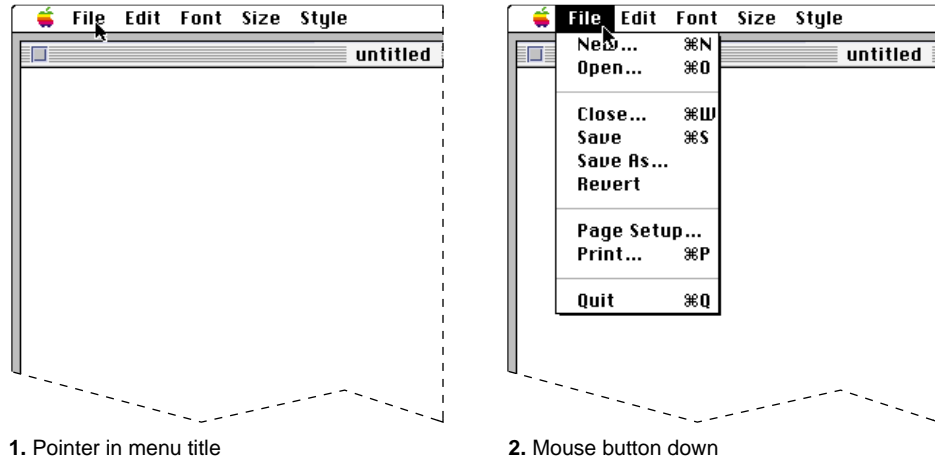 File Edit Font Size Style
untitled
1. Pointer in menu title
File Edit Font Size Style
untitled
New... ⌘N
Open... ⌘O
Close... ⌘W
Save ⌘S
Save As...
Revert
Page Setup...
Print... ⌘P
Quit ⌘Q
2. Mouse button down